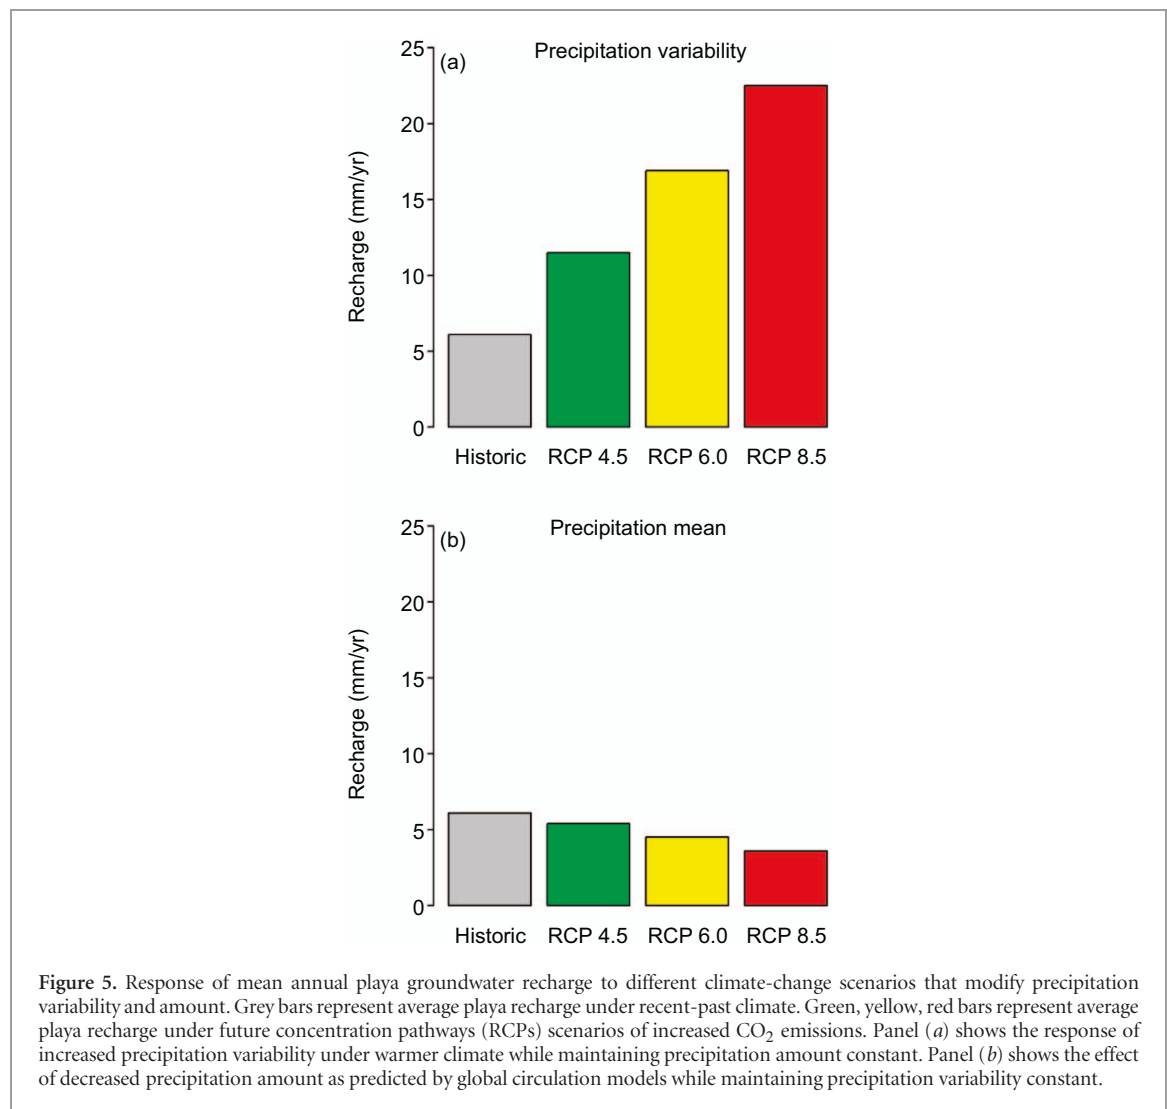 Precipitation variability
(a)
25
20
15
10
5
0
Recharge (mm/yr)
Historic RCP 4.5 RCP 6.0 RCP 8.5
Precipitation mean
(b)
25
20
15
10
5
0
Recharge (mm/yr)
Historic RCP 4.5 RCP 6.0 RCP 8.5
Figure 5. Response of mean annual playa groundwater recharge to different climate-change scenarios that modify precipitation
variability and amount. Grey bars represent average playa recharge under recent-past climate. Green, yellow, red bars represent average
playa recharge under future concentration pathways (RCPs) scenarios of increased CO₂ emissions. Panel (a) shows the response of
increased precipitation variability under warmer climate while maintaining precipitation amount constant. Panel (b) shows the effect
of decreased precipitation amount as predicted by global circulation models while maintaining precipitation variability constant.